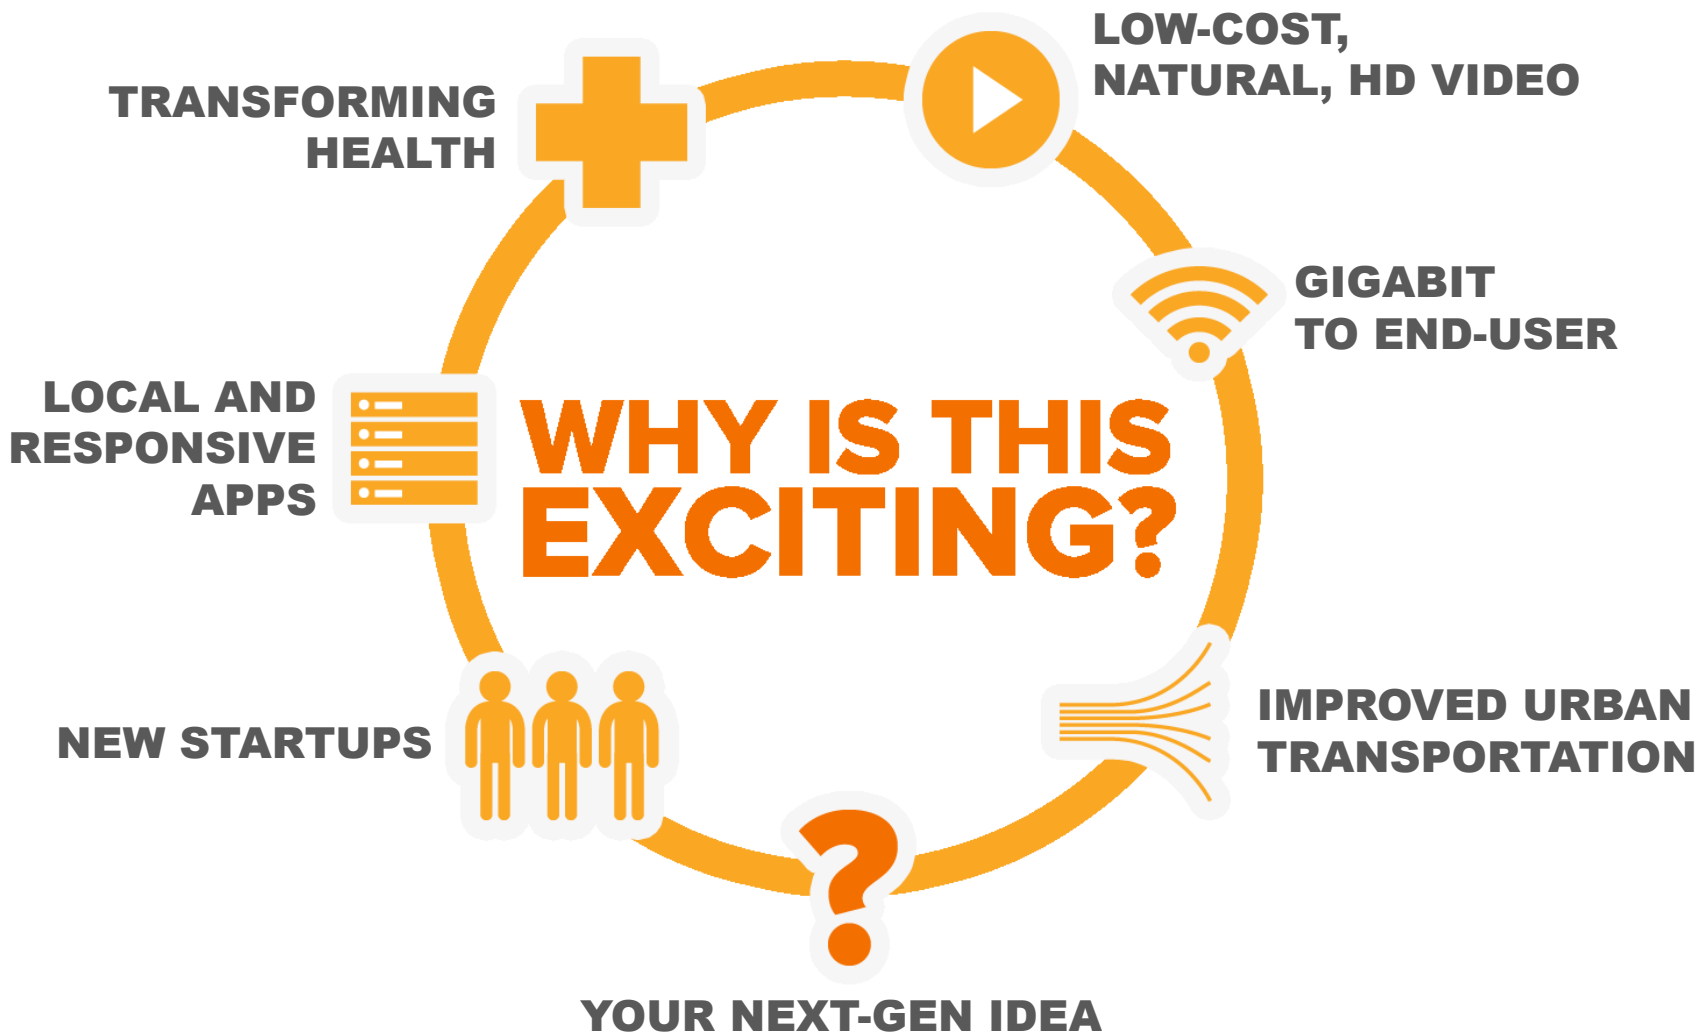 LOW-COST,
NATURAL, HD VIDEO
TRANSFORMING
HEALTH
GIGABIT
TO END-USER
LOCAL AND
RESPONSIVE
APPS
WHY IS THIS
EXCITING?
IMPROVED URBAN
TRANSPORTATION
NEW STARTUPS
YOUR NEXT-GEN IDEA